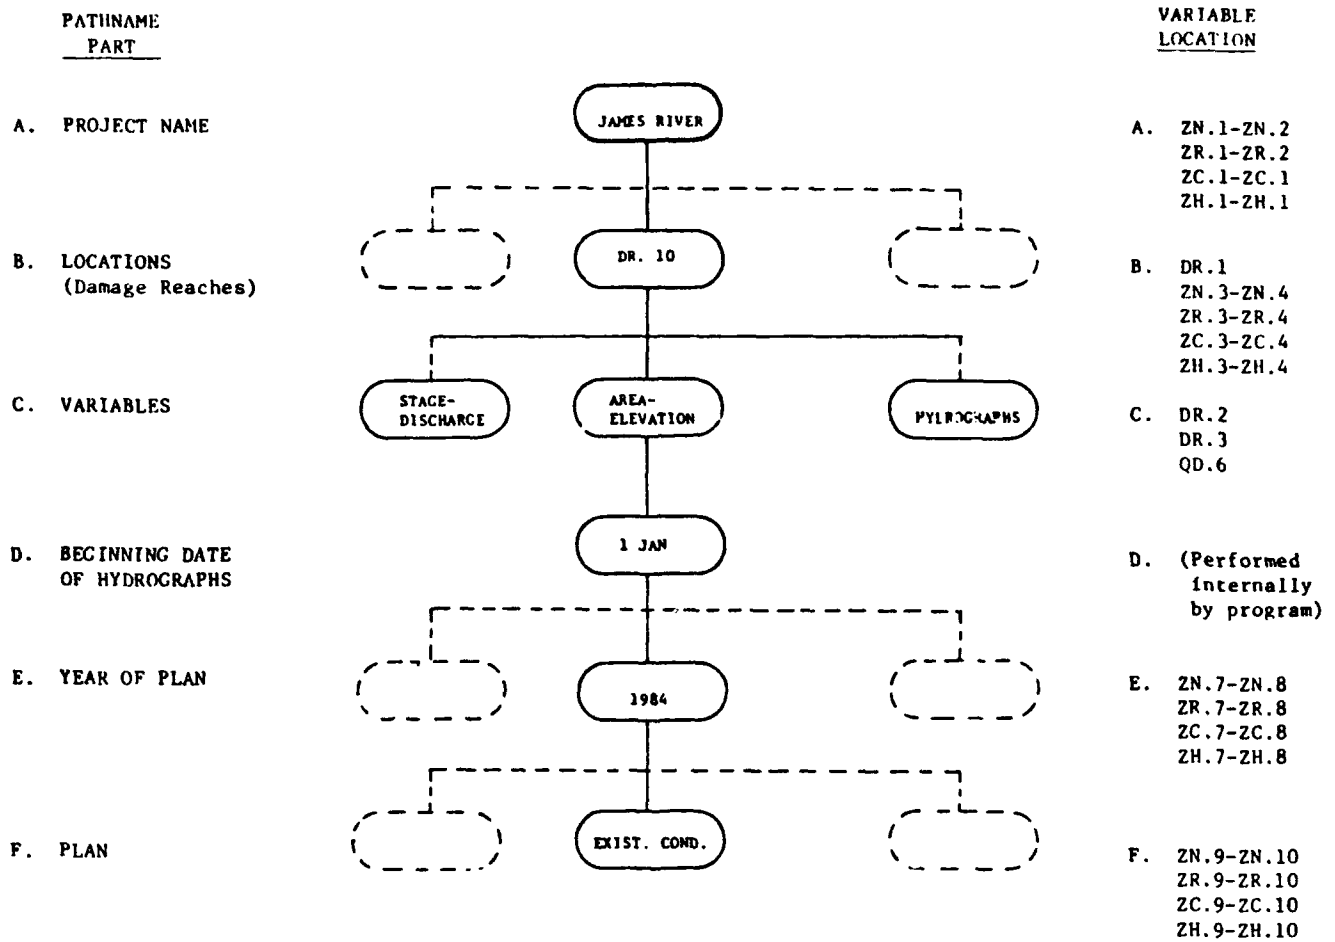 PATHNAME
PART
VARIABLE
LOCATION
A. PROJECT NAME
JAMES RIVER
A. ZN.1-ZN.2
ZR.1-ZR.2
ZC.1-ZC.1
ZH.1-ZH.1
B. LOCATIONS
(Damage Reaches)
DR. 10
B. DR.1
ZN.3-ZN.4
ZR.3-ZR.4
ZC.3-ZC.4
ZH.3-ZH.4
C. VARIABLES
STAGE-
DISCHARGE
AREA-
ELEVATION
C. DR.2
DR.3
QD.6
D. BEGINNING DATE
OF HYDROGRAPHS
1 JAN
D. (Performed
internally
by program)
E. YEAR OF PLAN
1984
E. ZN.7-ZN.8
ZR.7-ZR.8
ZC.7-ZC.8
ZH.7-ZH.8
F. PLAN
EXIST. COND.
F. ZN.9-ZN.10
ZR.9-ZR.10
ZC.9-ZC.10
ZH.9-ZH.10